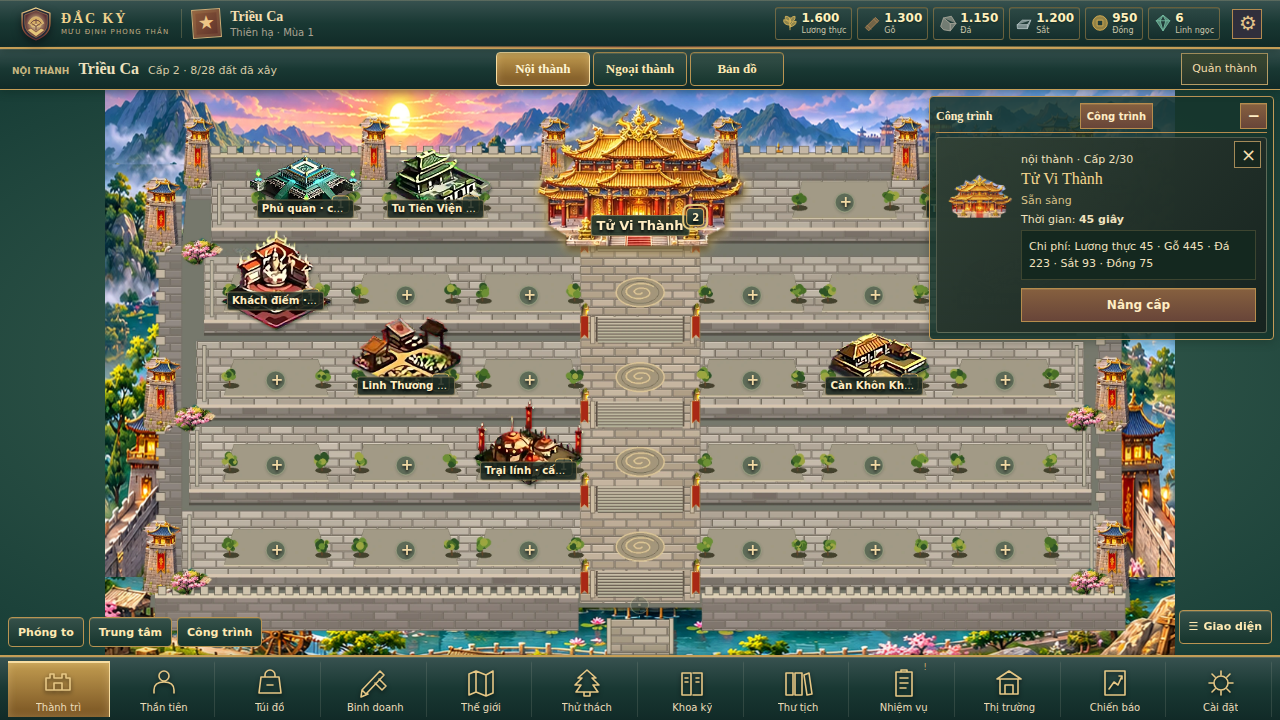 ĐẮC KỶ
MƯU ĐỊNH PHONG THẦN
Triều Ca
Thiên hạ · Mùa 1
1.600
Lương thực
1.300
Gỗ
1.150
Đá
1.200
Sắt
950
Đồng
6
Linh ngọc
NỘI THÀNH Triều Ca Cấp 2 · 8/28 đất đã xây
Nội thành
Ngoại thành
Bản đồ
Quản thành
Công trình
Công trình
nội thành · Cấp 2/30
Tử Vi Thành
Sẵn sàng
Thời gian: 45 giây
Chi phí: Lương thực 45 · Gỗ 445 · Đá
223 · Sắt 93 · Đồng 75
Nâng cấp
Phủ quan · c...
Tu Tiên Viện ...
Tử Vi Thành
2
Khách điếm ·...
Linh Thương ...
Càn Khôn Kh...
Trại lính · cấ...
Phóng to
Trung tâm
Công trình
☰ Giao diện
Thành trì
Thần tiên
Túi đồ
Binh doanh
Thế giới
Thử thách
Khoa kỹ
Thư tịch
Nhiệm vụ
!
Thị trường
Chiến báo
Cài đặt